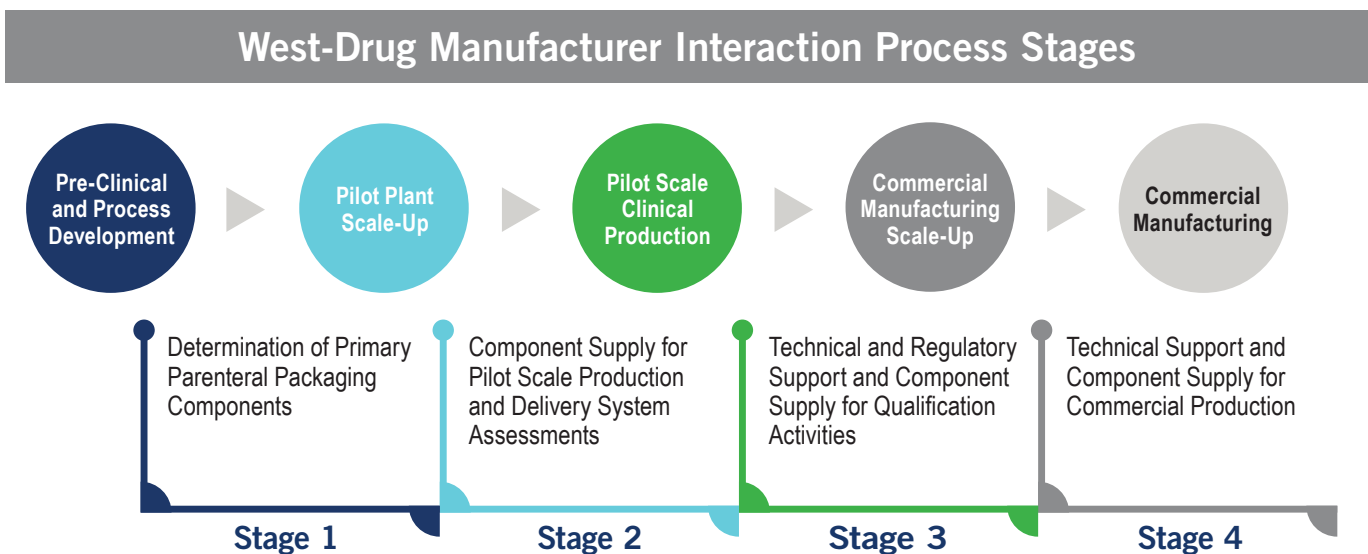 West-Drug Manufacturer Interaction Process Stages
Pre-Clinical
and Process
Development
Pilot Plant
Scale-Up
Pilot Scale
Clinical
Production
Commercial
Manufacturing
Scale-Up
Commercial
Manufacturing
Determination of Primary
Parenteral Packaging
Components
Component Supply for
Pilot Scale Production
and Delivery System
Assessments
Technical and Regulatory
Support and Component
Supply for Qualification
Activities
Technical Support and
Component Supply for
Commercial Production
Stage 1
Stage 2
Stage 3
Stage 4